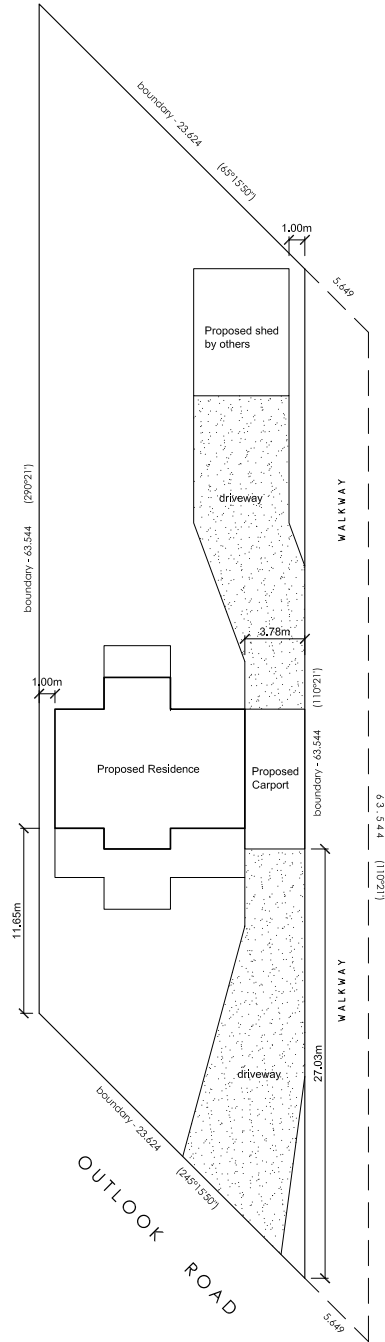 boundary - 23.624
(65°15'50")
1.00m
5.649
Proposed shed
by others
driveway
WALKWAY
boundary - 63.544 (290°21')
3.78m
(110°21')
1.00m
Proposed Residence
Proposed
Carport
boundary - 63.544
63.544 (110°21')
11.65m
WALKWAY
27.03m
driveway
boundary - 23.624
(245°15'50")
OUTLOOK ROAD
5.649